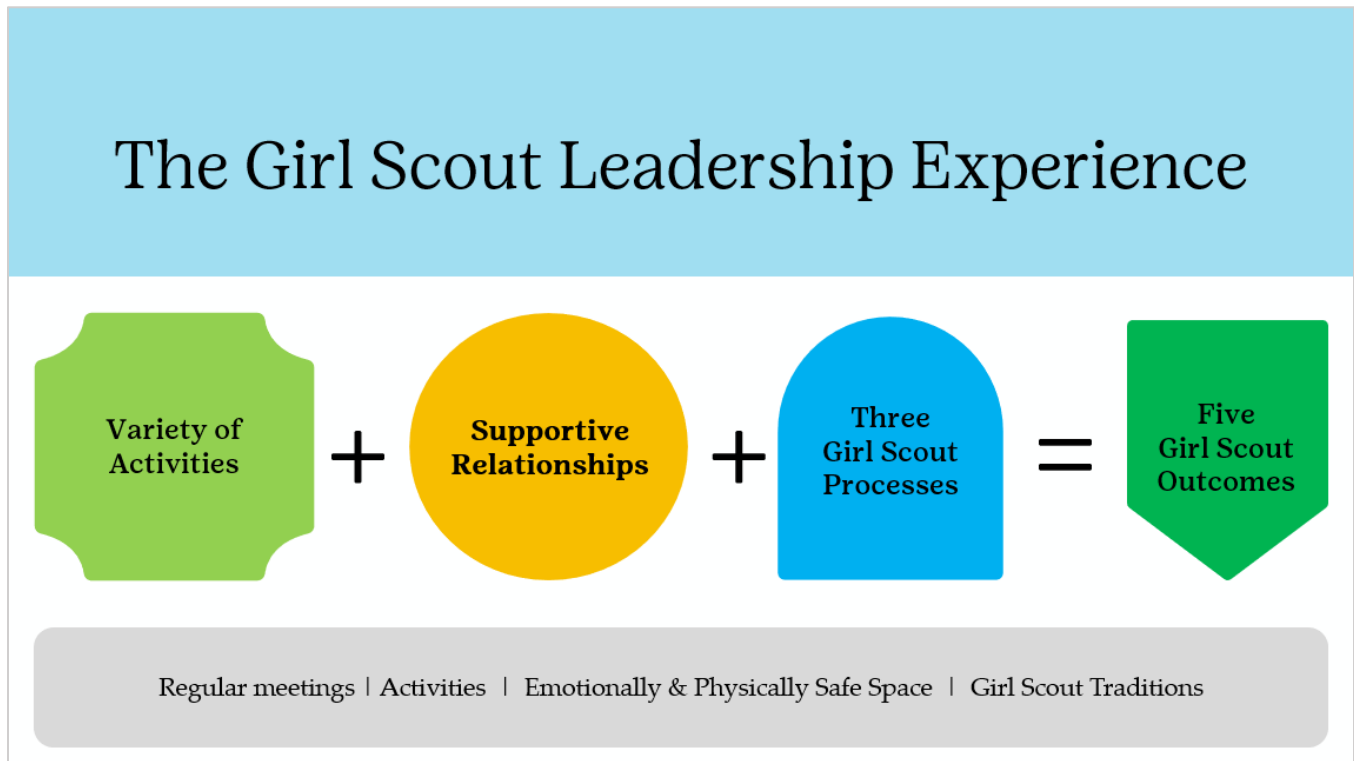 The Girl Scout Leadership Experience
Variety of
Activities
+
Supportive
Relationships
+
Three
Girl Scout
Processes
=
Five
Girl Scout
Outcomes
Regular meetings | Activities | Emotionally & Physically Safe Space | Girl Scout Traditions